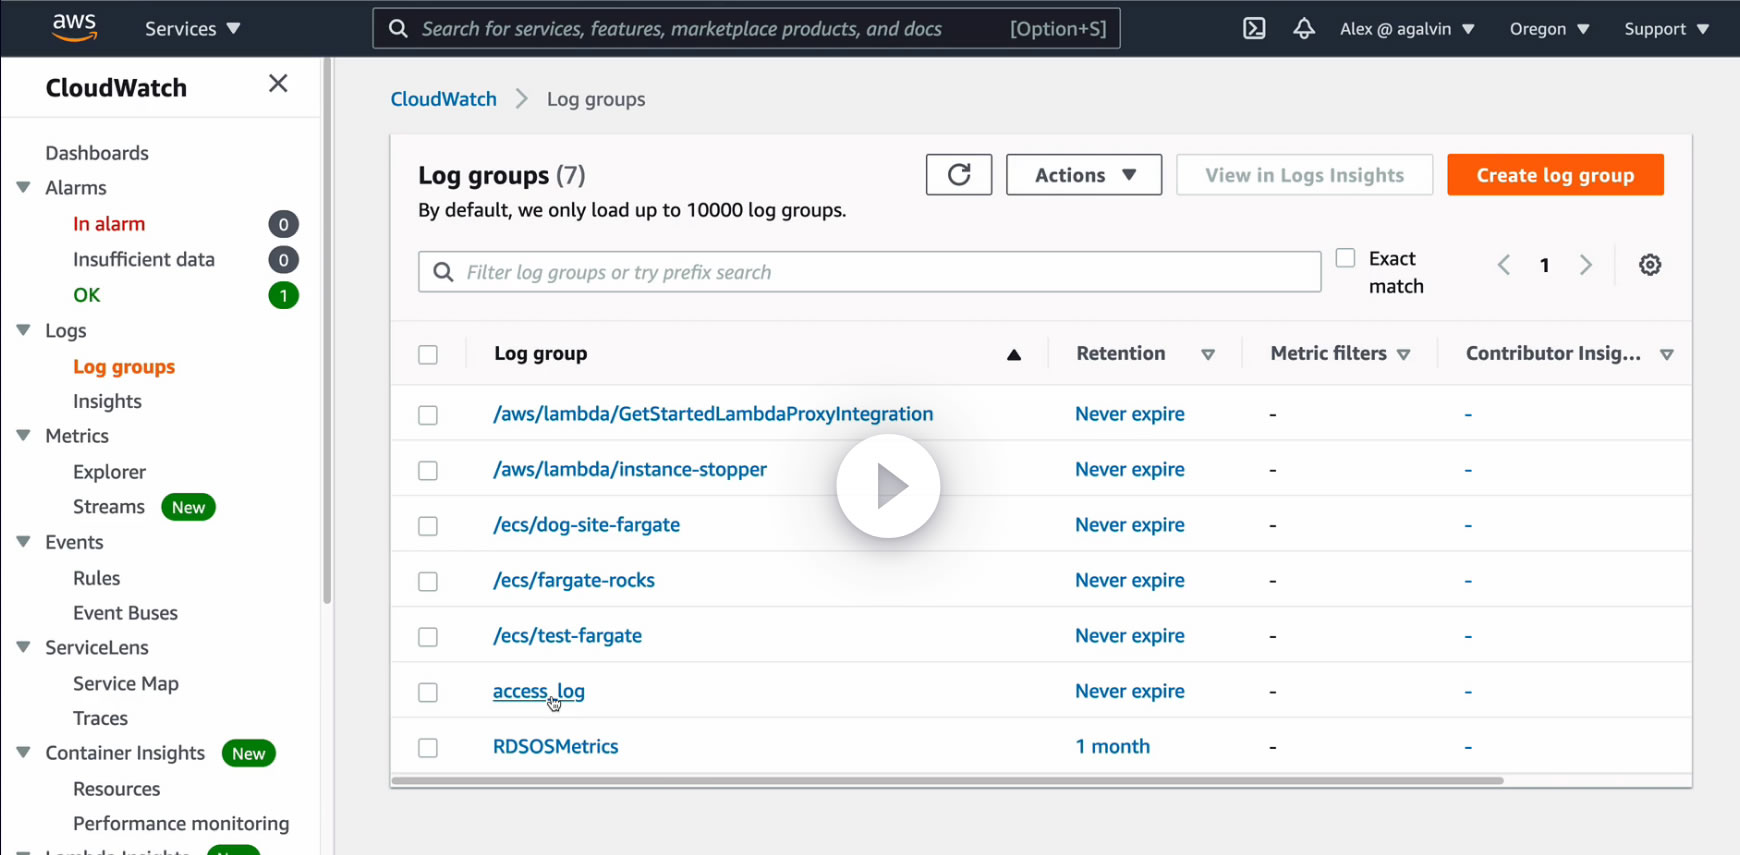 aws
Services
Search for services, features, marketplace products, and docs [Option+S]
Alex @ agalvin
Oregon
Support
CloudWatch
Dashboards
Alarms
In alarm 0
Insufficient data 0
OK 1
Logs
Log groups
Insights
Metrics
Explorer
Streams New
Events
Rules
Event Buses
ServiceLens
Service Map
Traces
Container Insights New
Resources
Performance monitoring
CloudWatch > Log groups
Log groups (7)
Actions
View in Logs Insights
Create log group
By default, we only load up to 10000 log groups.
Filter log groups or try prefix search
Exact
match
1
Log group Retention Metric filters Contributor Insig...
/aws/lambda/GetStartedLambdaProxyIntegration Never expire - -
/aws/lambda/instance-stopper Never expire - -
/ecs/dog-site-fargate Never expire - -
/ecs/fargate-rocks Never expire - -
/ecs/test-fargate Never expire - -
access_log Never expire - -
RDSOSMetrics 1 month - -